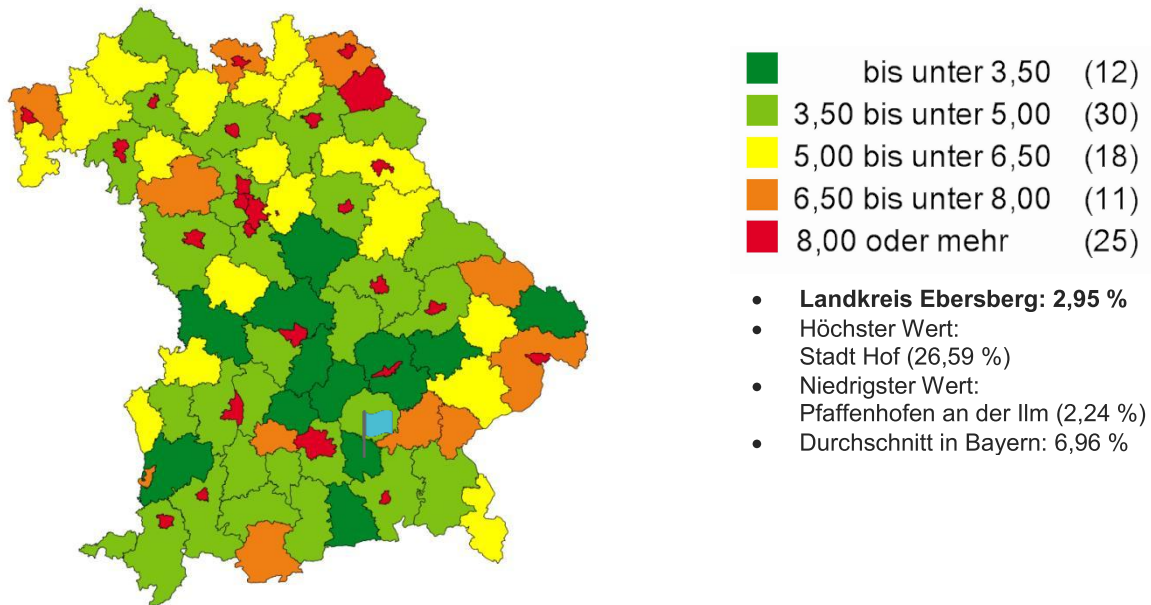 bis unter 3,50 (12)
3,50 bis unter 5,00 (30)
5,00 bis unter 6,50 (18)
6,50 bis unter 8,00 (11)
8,00 oder mehr (25)
• Landkreis Ebersberg: 2,95 %
• Höchster Wert:
Stadt Hof (26,59 %)
• Niedrigster Wert:
Pfaffenhofen an der Ilm (2,24 %)
• Durchschnitt in Bayern: 6,96 %